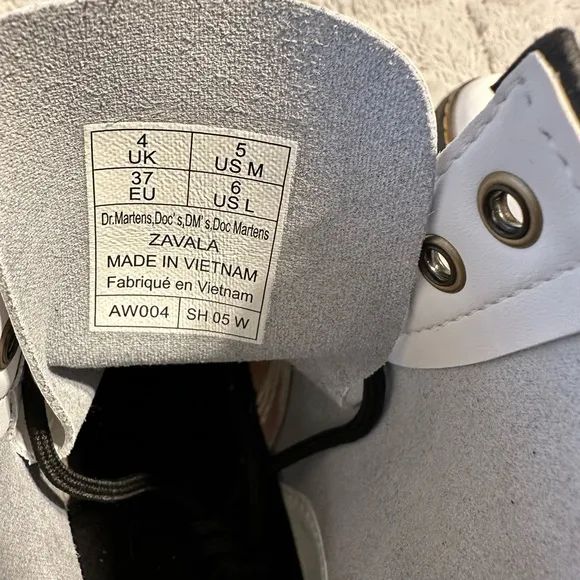 4 UK 5 US M
37 EU 6 US L
Dr.Martens,Doc's,DM's,Doc Martens
ZAVALA
MADE IN VIETNAM
Fabriqué en Vietnam
AW004 SH 05 W